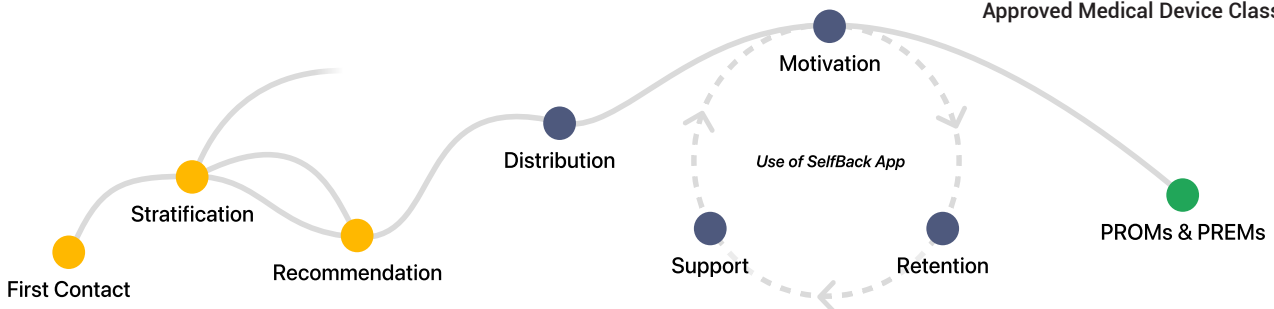 Approved Medical Device Class
Motivation
Distribution
Use of SelfBack App
Stratification
PROMs & PREMs
Support
Retention
Recommendation
First Contact